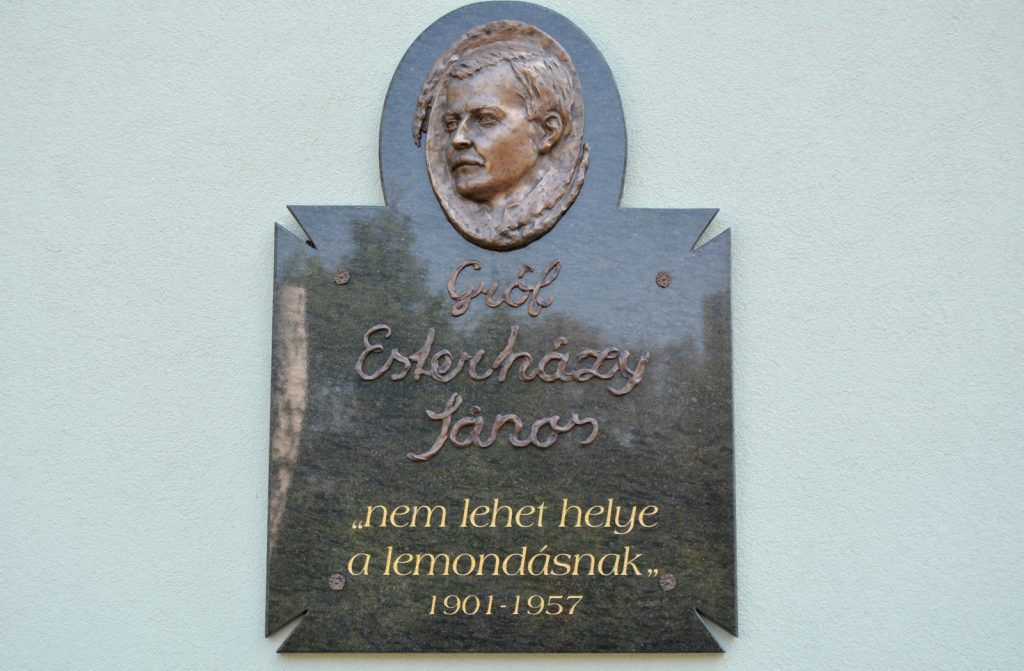 Gróf
Esterházy
János
„nem lehet helye
a lemondásnak„
1901-1957